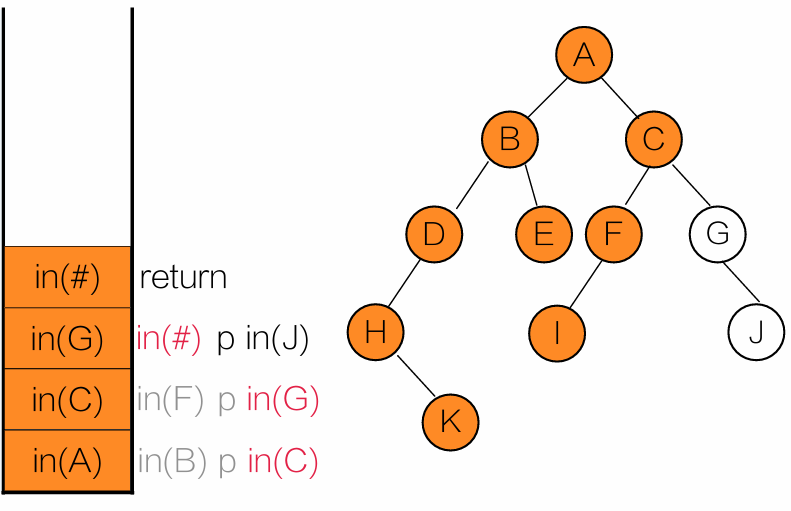 in(#) return
in(G) in(#) p in(J)
in(C) in(F) p in(G)
in(A) in(B) p in(C)
A
B C
D E F G
H I J
K